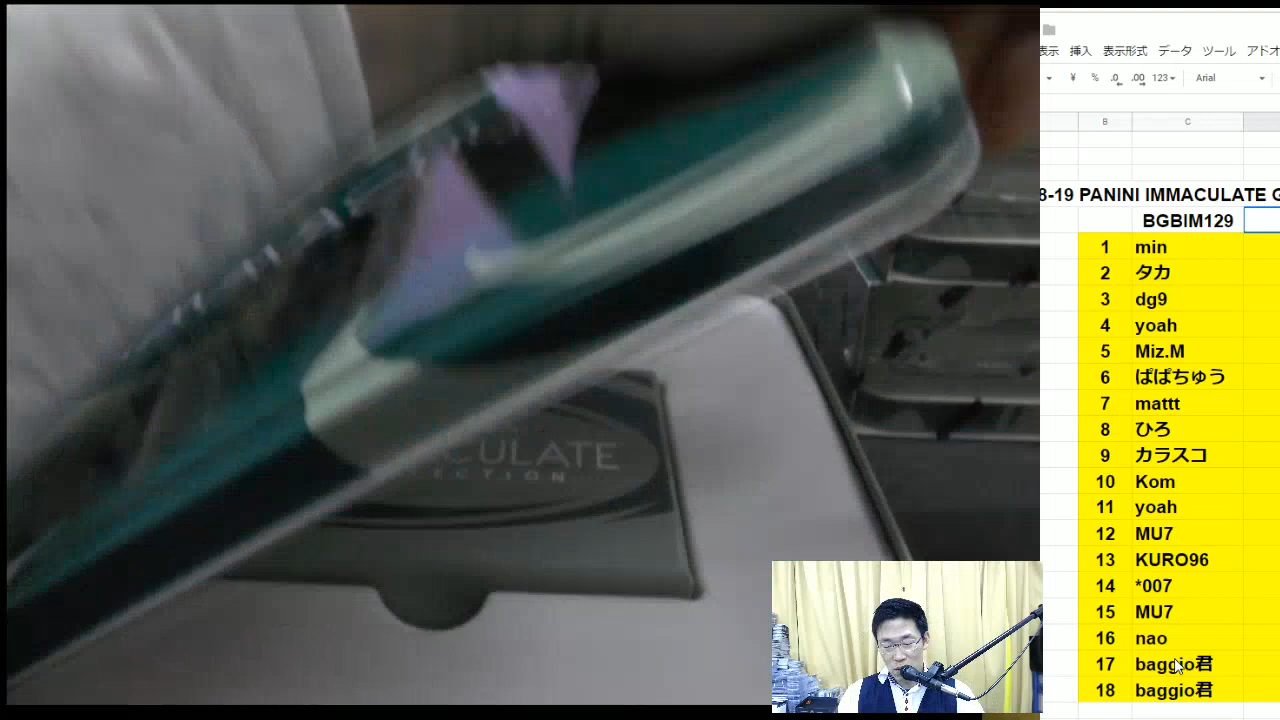 表示 挿入 表示形式 データ ツール アドオ
¥ % .0 .00 123 Arial
B C
8-19 PANINI IMMACULATE
BGBIM129
1 min
2 タカ
3 dg9
4 yoah
5 Miz.M
6 ぱぱちゅう
7 mattt
8 ひろ
9 カラスコ
10 Kom
11 yoah
12 MU7
13 KURO96
14 *007
15 MU7
16 nao
17 baggio君
18 baggio君
CULATE
CTION